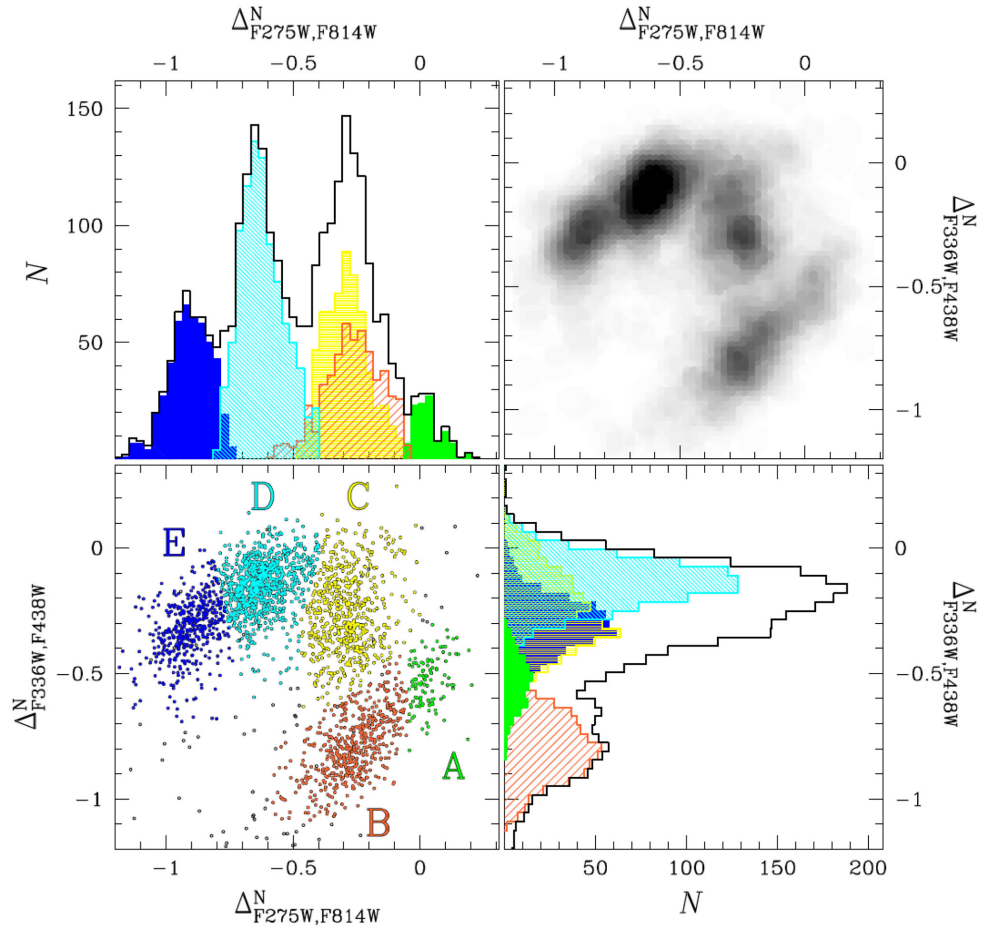 Δ^N_F275W,F814W Δ^N_F275W,F814W
−1 −0.5 0 −1 −0.5 0
150
100
50
N
0
−0.5
−1
Δ^N_F336W,F438W
E D C A B
0
−0.5
−1
Δ^N_F336W,F438W
0
−0.5
−1
Δ^N_F336W,F438W
−1 −0.5 0 50 100 150 200
Δ^N_F275W,F814W N